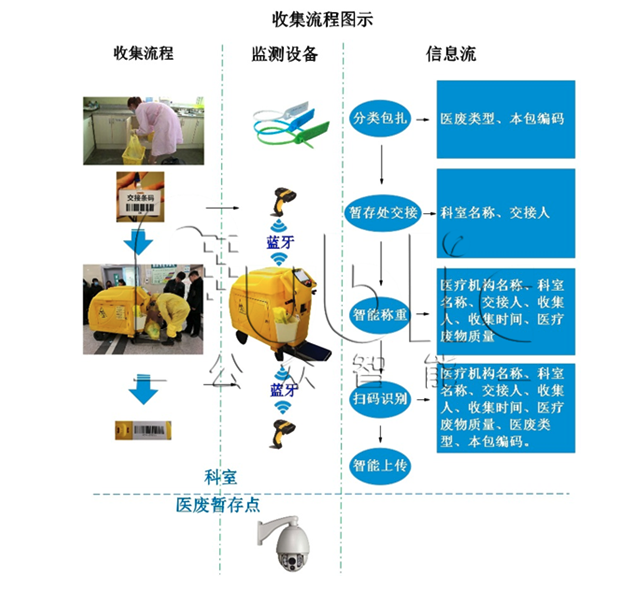 收集流程图示
收集流程
监测设备
信息流
分类包扎
医废类型、本包编码
交接条码
暂存处交接
科室名称、交接人
蓝牙
智能称重
医疗机构名称、科室
名称、交接人、收集
人、收集时间、医疗
废物质量
公众智能
蓝牙
扫码识别
医疗机构名称、科室
名称、交接人、收集
人、收集时间、医疗
废物质量、医废类
型、本包编码。
智能上传
科室
医废暂存点